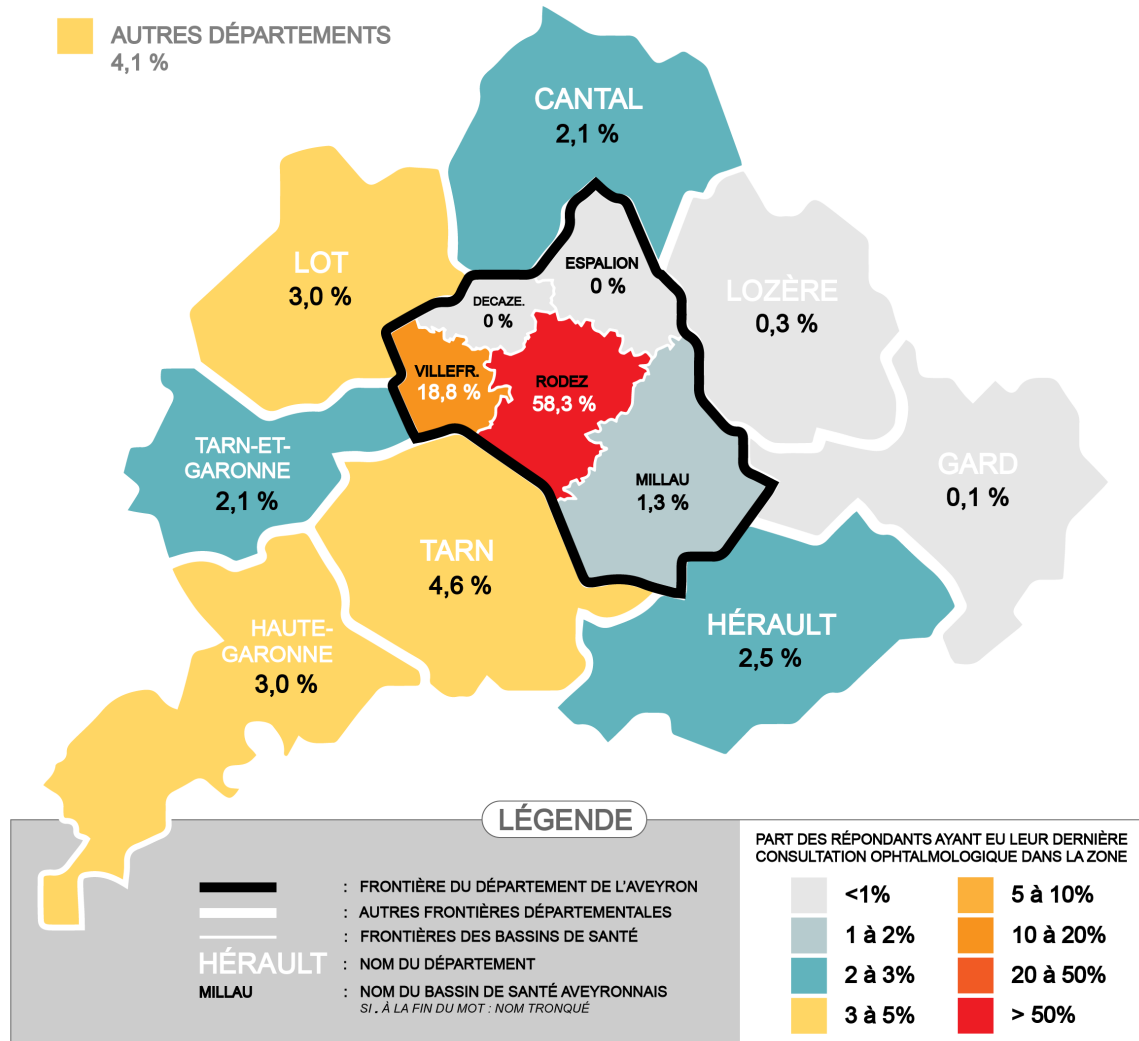 AUTRES DÉPARTEMENTS
4,1 %
CANTAL
2,1 %
LOT
3,0 %
ESPALION
0 %
DECAZE.
0 %
LOZÈRE
0,3 %
VILLEFR.
18,8 %
RODEZ
58,3 %
TARN-ET-
GARONNE
2,1 %
MILLAU
1,3 %
GARD
0,1 %
TARN
4,6 %
HÉRAULT
2,5 %
HAUTE-
GARONNE
3,0 %
LÉGENDE
: FRONTIÈRE DU DÉPARTEMENT DE L'AVEYRON
: AUTRES FRONTIÈRES DÉPARTEMENTALES
: FRONTIÈRES DES BASSINS DE SANTÉ
HÉRAULT : NOM DU DÉPARTEMENT
MILLAU : NOM DU BASSIN DE SANTÉ AVEYRONNAIS
SI . À LA FIN DU MOT : NOM TRONQUÉ
PART DES RÉPONDANTS AYANT EU LEUR DERNIÈRE
CONSULTATION OPHTALMOLOGIQUE DANS LA ZONE
<1%
1 à 2%
2 à 3%
3 à 5%
5 à 10%
10 à 20%
20 à 50%
> 50%